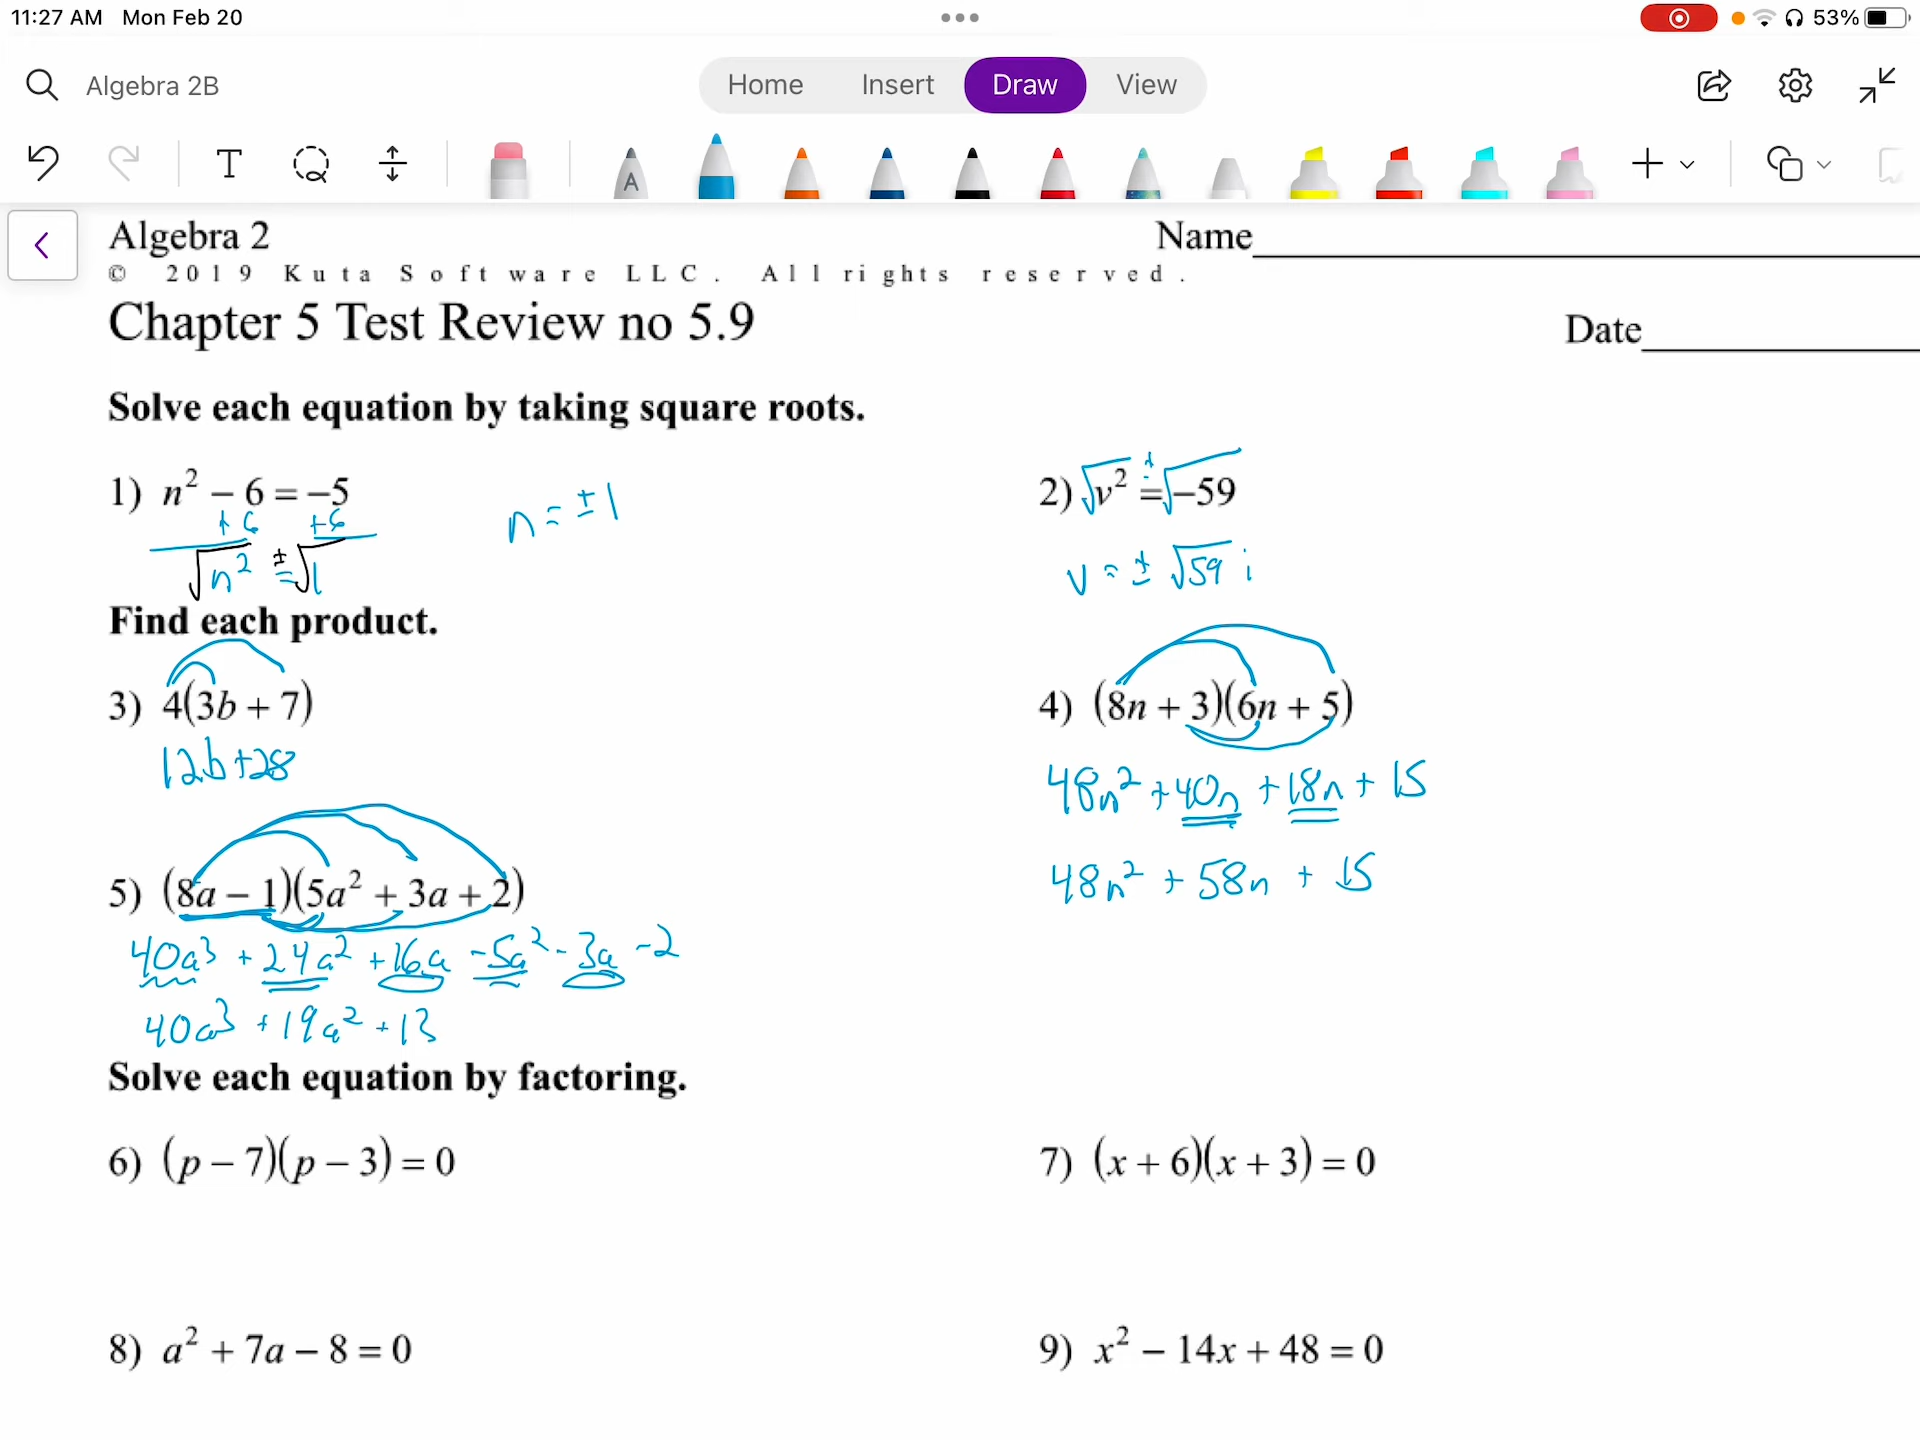 11:27 AM Mon Feb 20
53%
Algebra 2B
Home Insert Draw View
T
A
Algebra 2
Name
© 2019 Kuta Software LLC. All rights reserved.
Chapter 5 Test Review no 5.9
Date
Solve each equation by taking square roots.
1) n² − 6 = −5
+6 +6
√n² ±= √1
n = ±1
2) √v² ±= √−59
v = ± √59 i
Find each product.
3) 4(3b + 7)
12b+28
4) (8n + 3)(6n + 5)
48n² + 40n + 18n + 15
48n² + 58n + 15
5) (8a − 1)(5a² + 3a + 2)
40a³ + 24a² + 16a - 5a² - 3a - 2
40a³ + 19a² + 13
Solve each equation by factoring.
6) (p − 7)(p − 3) = 0
7) (x + 6)(x + 3) = 0
8) a² + 7a − 8 = 0
9) x² − 14x + 48 = 0